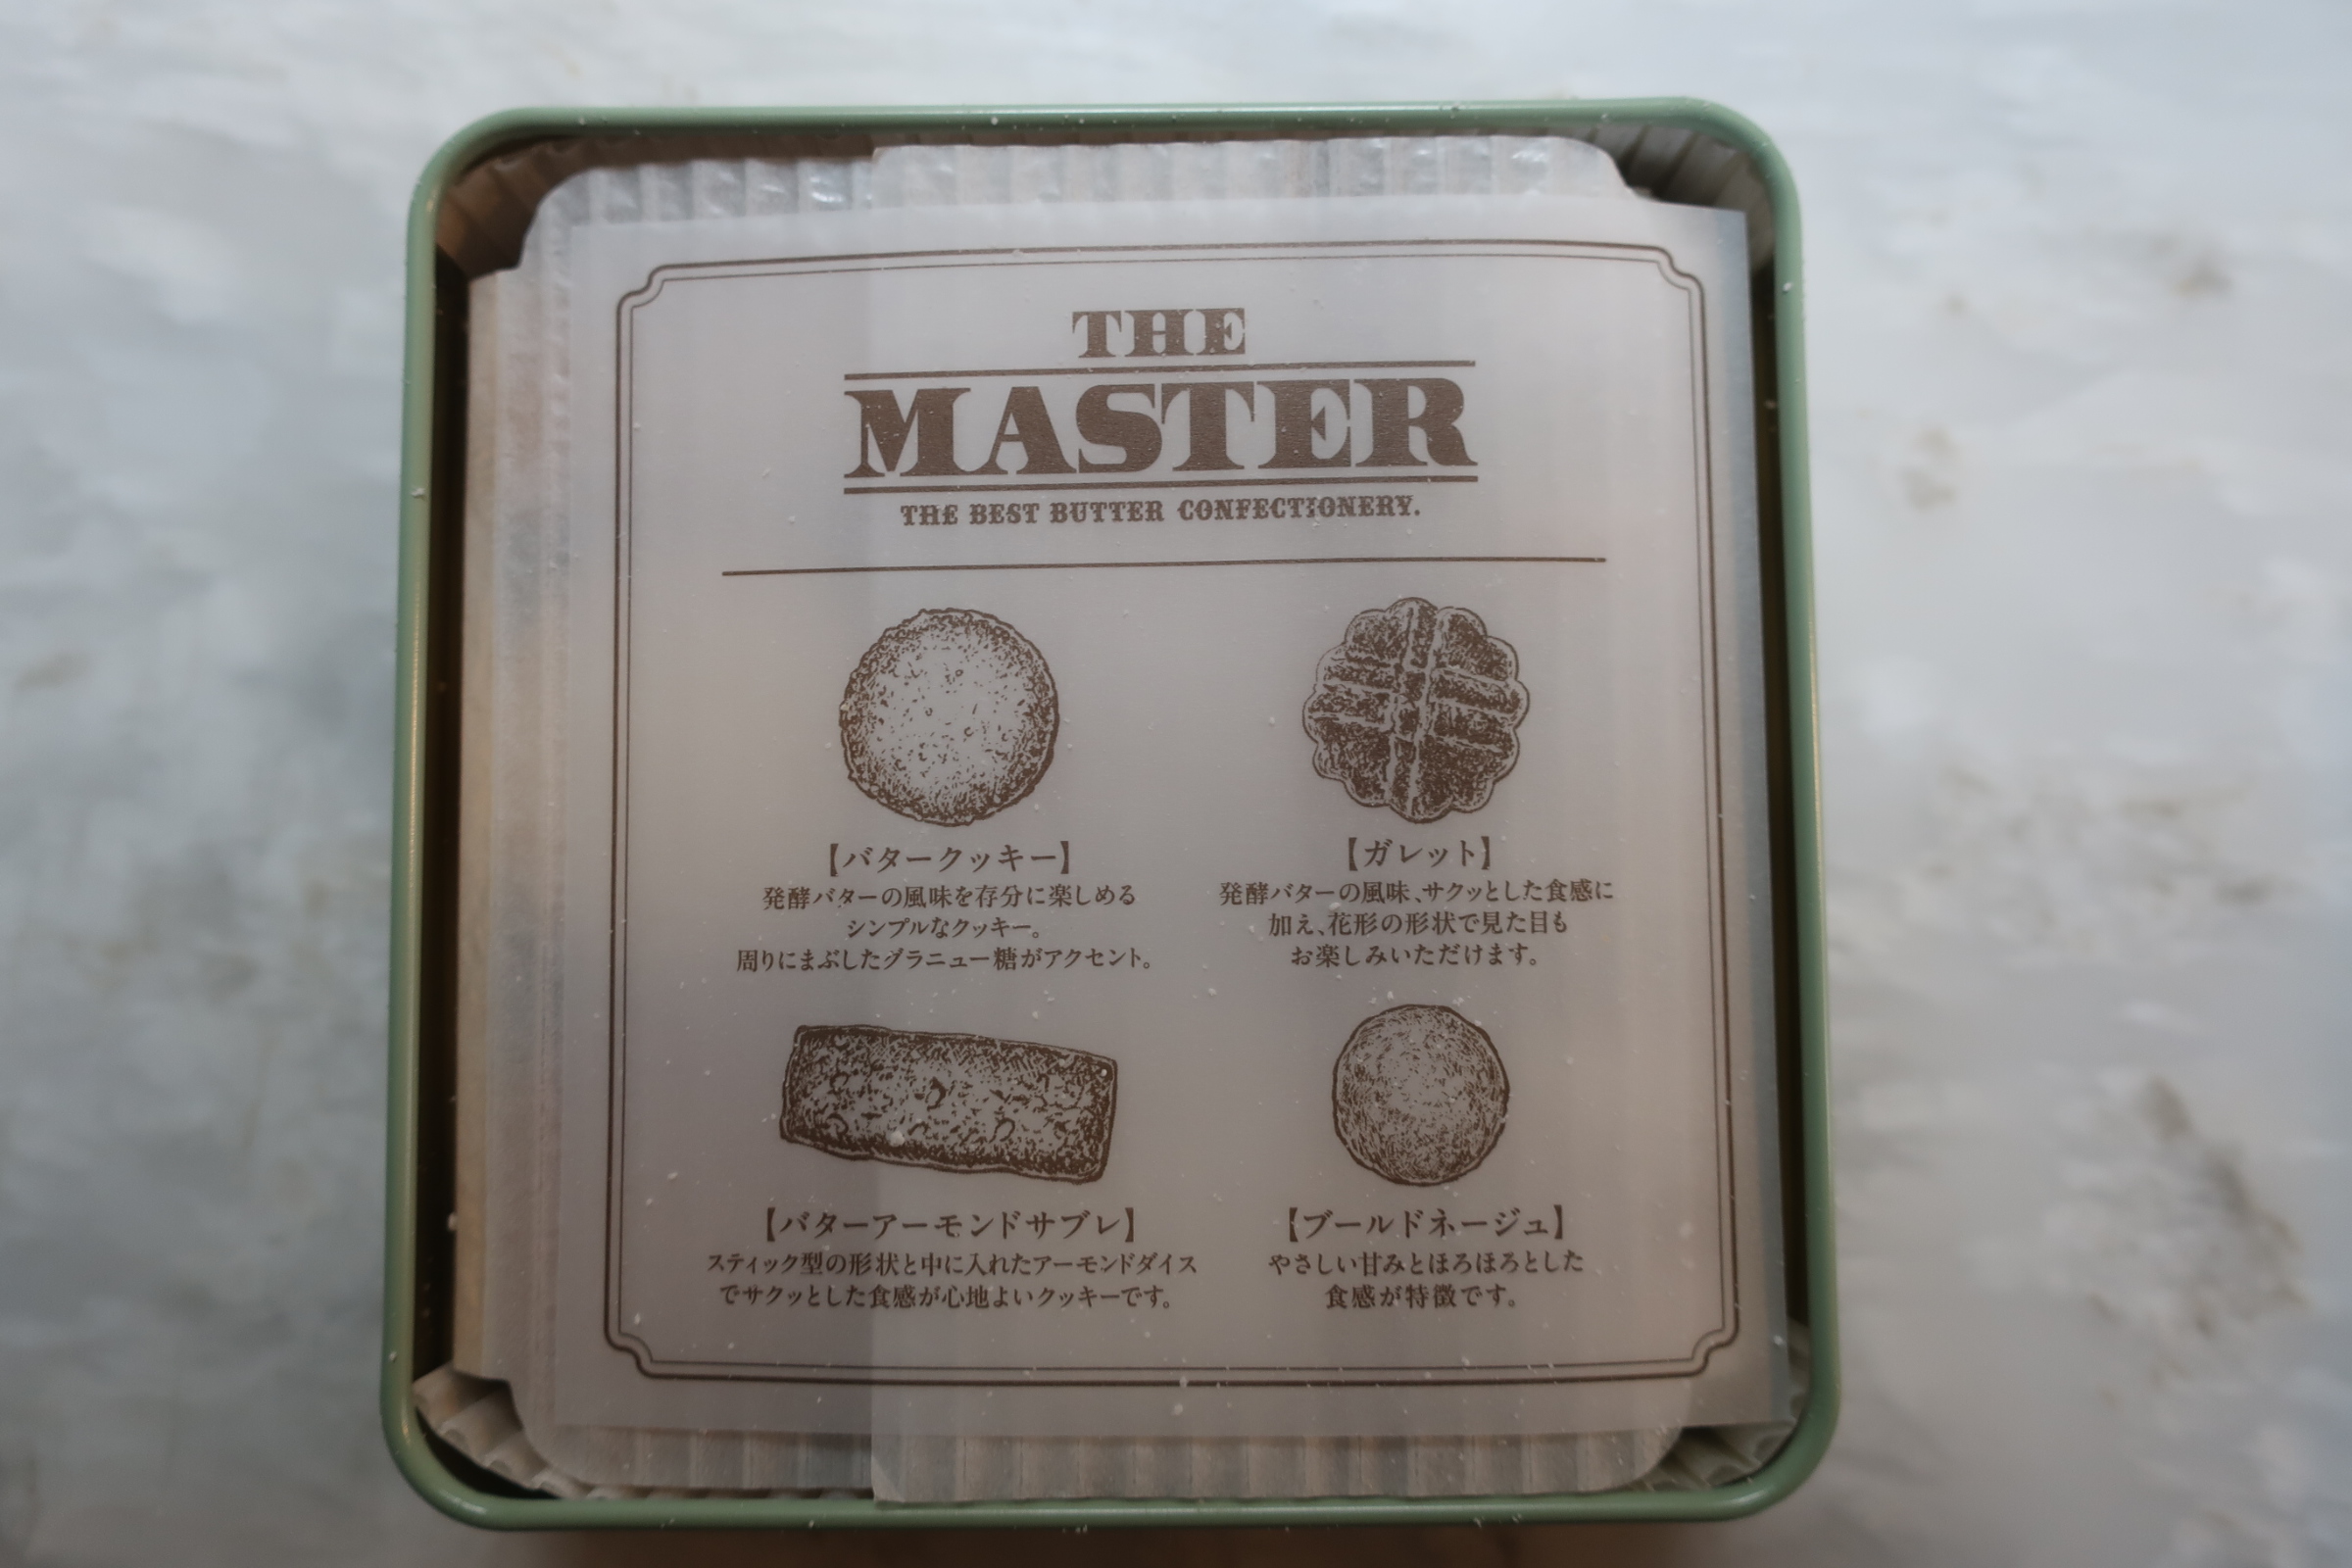 THE
MASTER
THE BEST BUTTER CONFECTIONERY.
【バタークッキー】
発酵バターの風味を存分に楽しめる
シンプルなクッキー。
周りにまぶしたグラニュー糖がアクセント。
【ガレット】
発酵バターの風味、サクッとした食感に
加え、花形の形状で見た目も
お楽しみいただけます。
【バターアーモンドサブレ】
スティック型の形状と中に入れたアーモンドダイス
でサクッとした食感が心地よいクッキーです。
【ブールドネージュ】
やさしい甘みとほろほろとした
食感が特徴です。